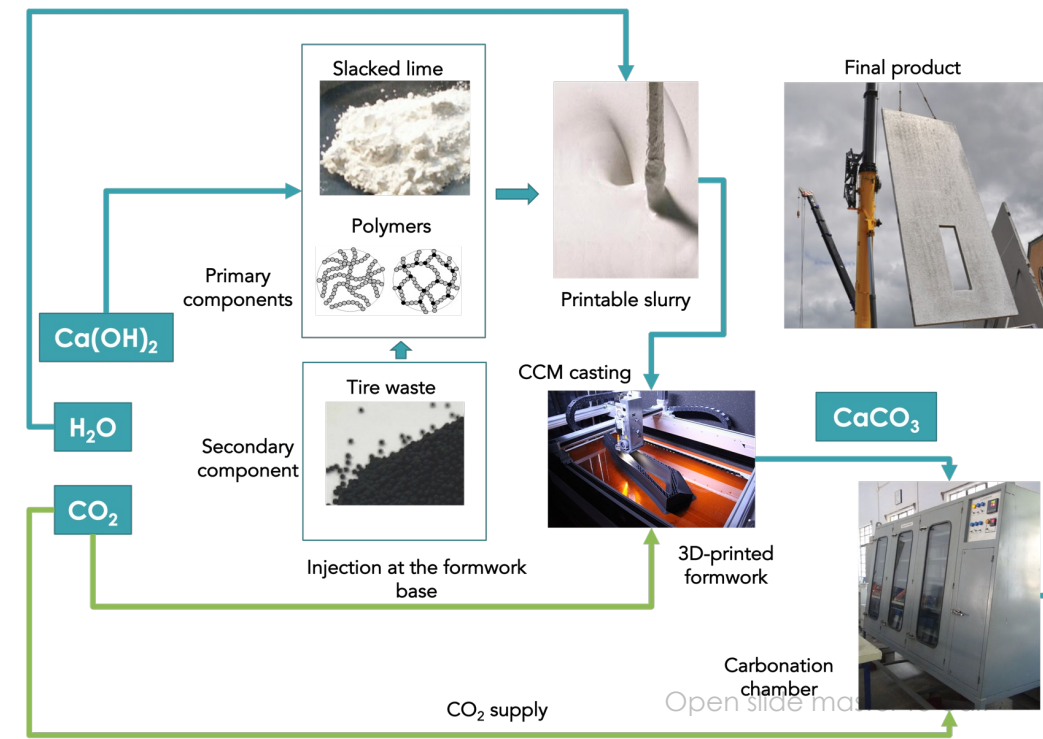 Slacked lime
Final product
Polymers
Primary
components
Printable slurry
Ca(OH)₂
CCM casting
Tire waste
CaCO₃
H₂O
Secondary
component
CO₂
3D-printed
formwork
Injection at the formwork
base
Carbonation
chamber
Open slide
CO₂ supply